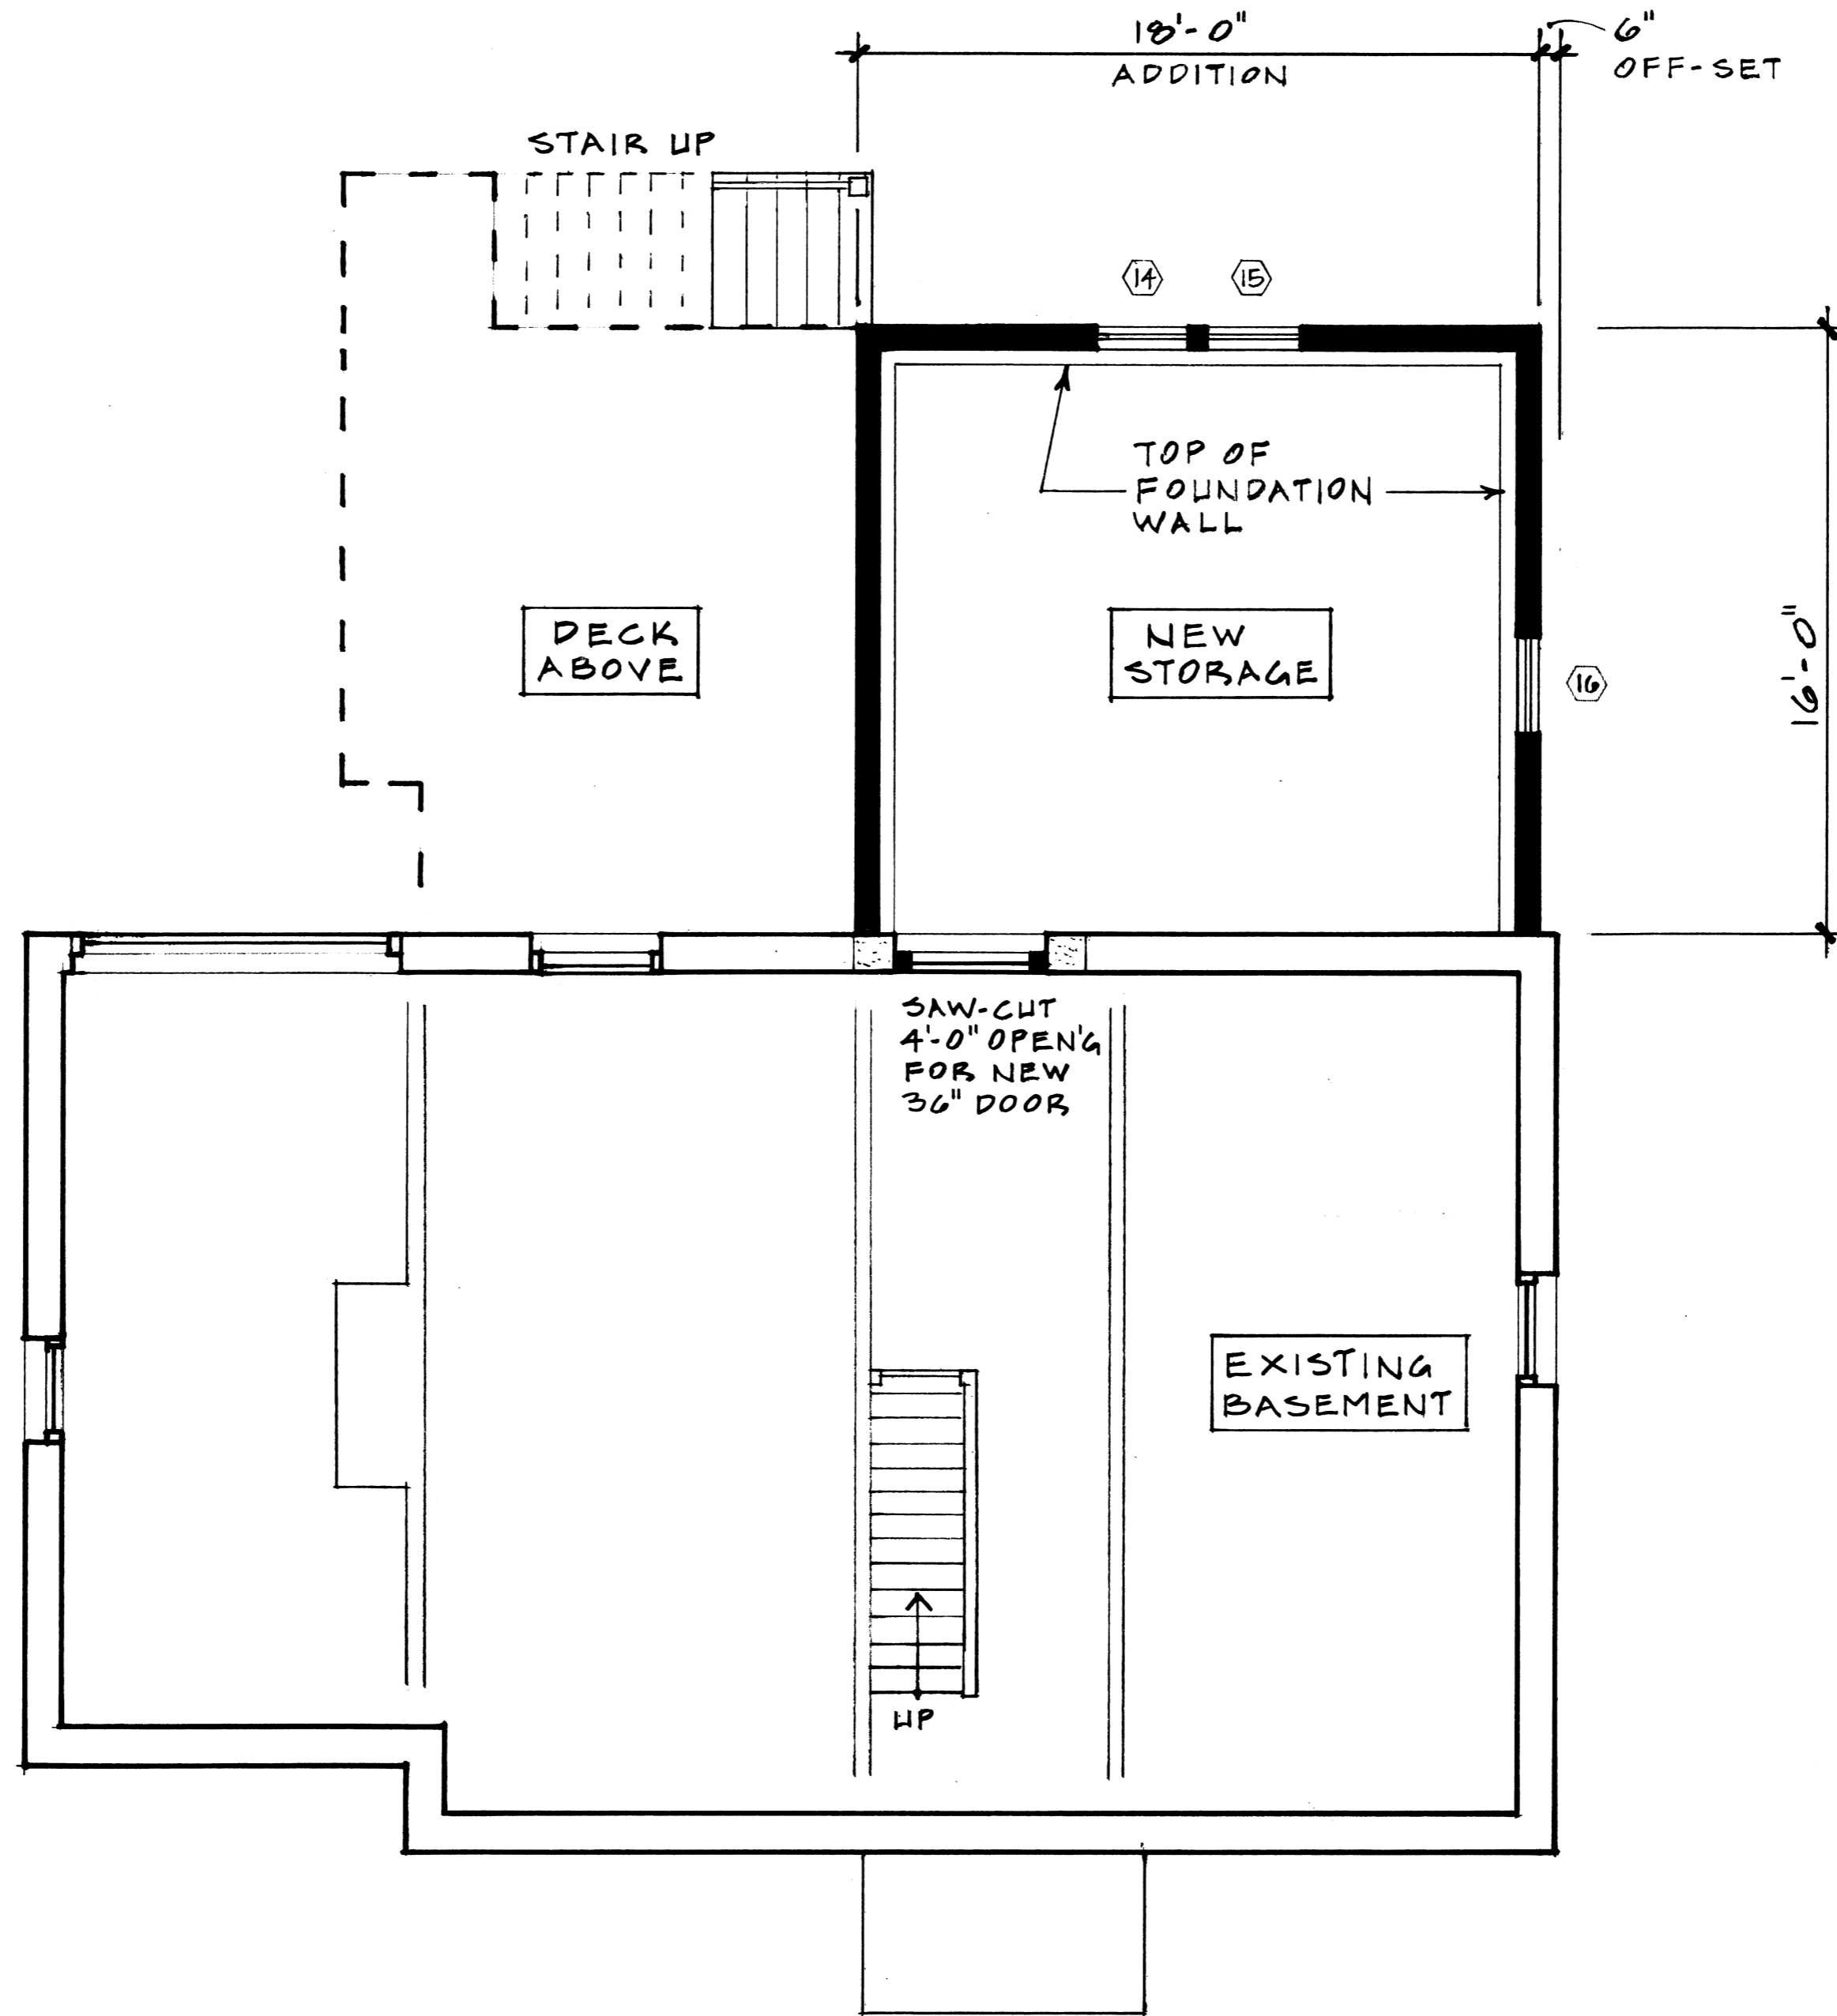 18'-0"
ADDITION
6"
OFF-SET
STAIR UP
14
15
TOP OF
FOUNDATION
WALL
DECK
ABOVE
NEW
STORAGE
16
16'-0"
SAW-CUT
4'-0" OPEN'G
FOR NEW
36" DOOR
EXISTING
BASEMENT
UP